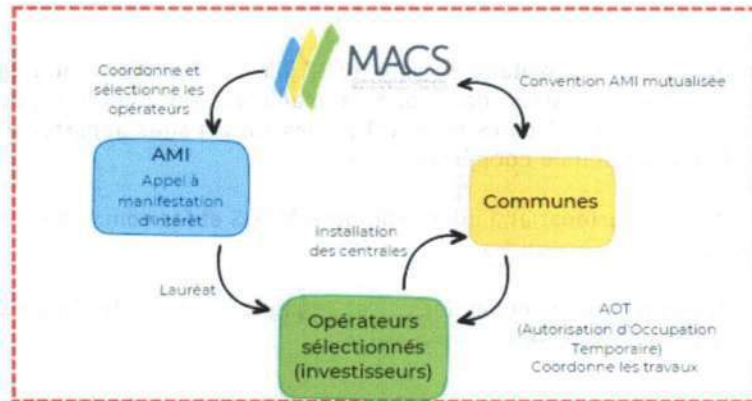 MACS
Coordonne et
sélectionne les
opérateurs
Convention AMI mutualisée
AMI
Appel à
manifestation
d'intérêt
Communes
Installation
des centrales
Lauréat
Opérateurs
sélectionnés
(investisseurs)
AOT
(Autorisation d'Occupation
Temporaire)
Coordonne les travaux